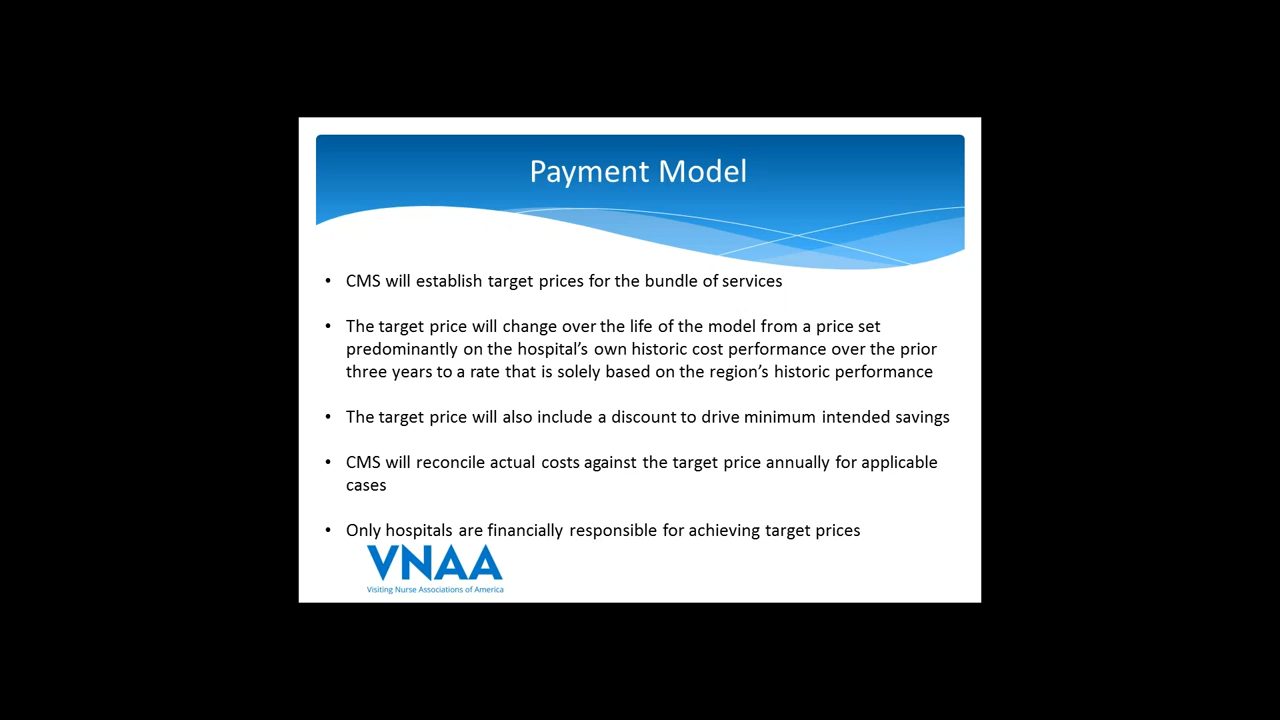 Payment Model
• CMS will establish target prices for the bundle of services
• The target price will change over the life of the model from a price set
predominantly on the hospital’s own historic cost performance over the prior
three years to a rate that is solely based on the region’s historic performance
• The target price will also include a discount to drive minimum intended savings
• CMS will reconcile actual costs against the target price annually for applicable
cases
• Only hospitals are financially responsible for achieving target prices
VNAA
Visiting Nurse Associations of America